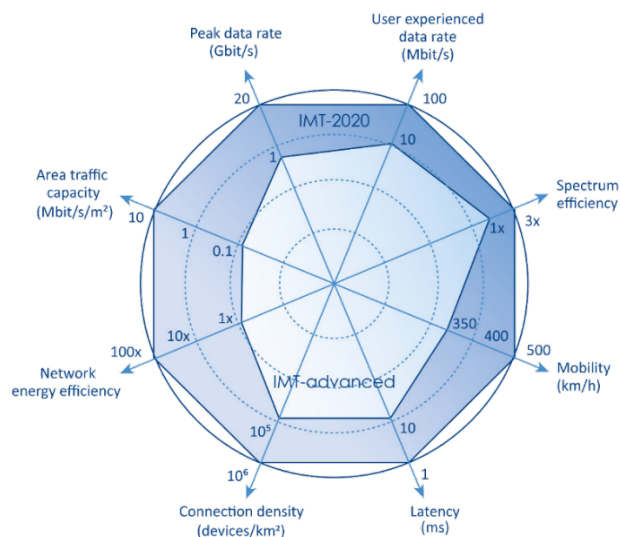 Peak data rate
(Gbit/s)
User experienced
data rate
(Mbit/s)
20
100
IMT-2020
1
10
Area traffic
capacity
(Mbit/s/m²)
Spectrum
efficiency
10
1
0.1
1x
3x
1x
350
10x
400
100x
500
Network
energy efficiency
Mobility
(km/h)
IMT-advanced
10⁵
10
10⁶
1
Connection density
(devices/km²)
Latency
(ms)